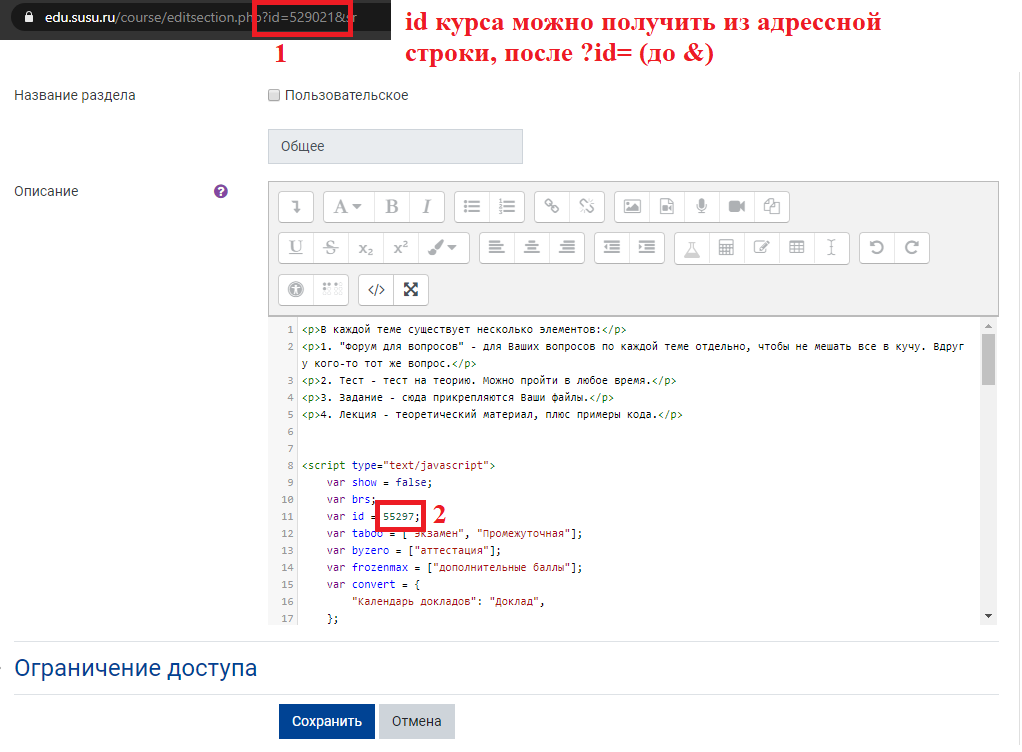 edu.susu.ru/course/editsection.php?id=529021&sr
id курса можно получить из адрессной
строки, после ?id= (до &)
1
Название раздела
Пользовательское
Общее
Описание
?
A B I
U S x₂ x²
</>
1 <p>В каждой теме существует несколько элементов:</p>
2 <p>1. "Форум для вопросов" - для Ваших вопросов по каждой теме отдельно, чтобы не мешать все в кучу. Вдруг
у кого-то тот же вопрос.</p>
3 <p>2. Тест - тест на теорию. Можно пройти в любое время.</p>
4 <p>3. Задание - сюда прикрепляются Ваши файлы.</p>
5 <p>4. Лекция - теоретический материал, плюс примеры кода.</p>
6
7
8 <script type="text/javascript">
9 var show = false;
10 var brs;
11 var id = 55297;
2
12 var taboo = ["Экзамен", "Промежуточная"];
13 var byzero = ["аттестация"];
14 var frozenmax = ["дополнительные баллы"];
15 var convert = {
16 "Календарь докладов": "Доклад",
17 };
Ограничение доступа
Сохранить
Отмена